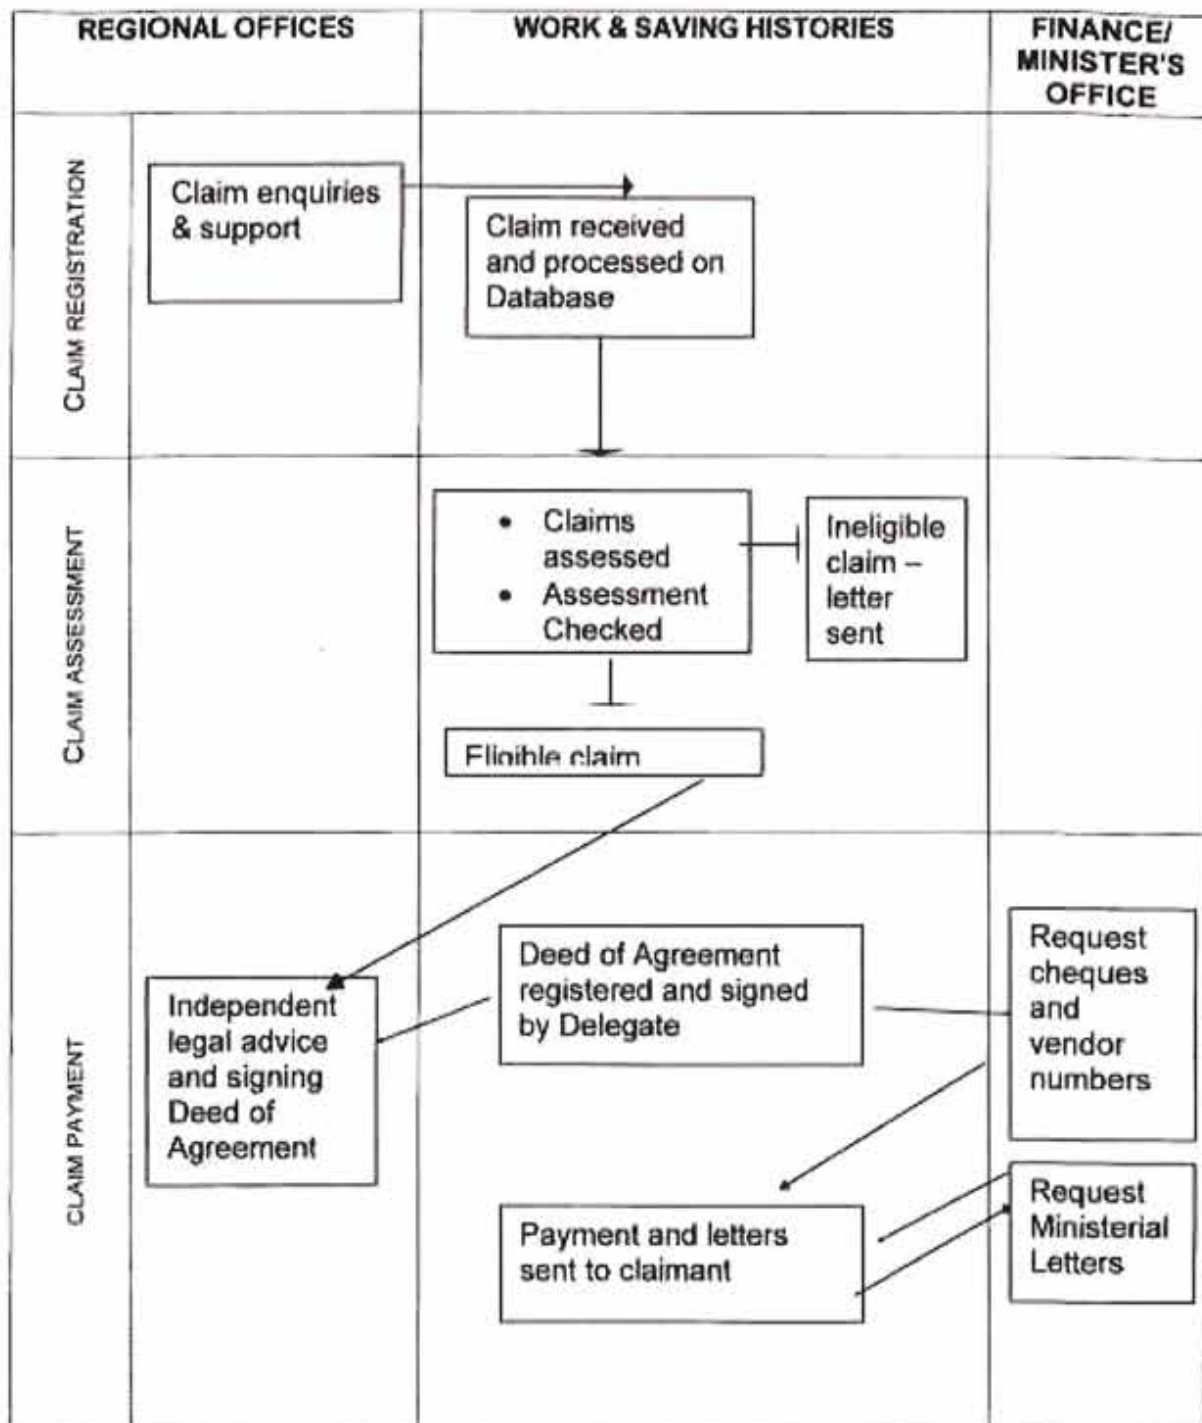 REGIONAL OFFICES
WORK & SAVING HISTORIES
FINANCE/
MINISTER'S
OFFICE
CLAIM REGISTRATION
Claim enquiries
& support
Claim received
and processed on
Database
CLAIM ASSESSMENT
• Claims
assessed
• Assessment
Checked
Ineligible
claim –
letter
sent
Eligible claim
CLAIM PAYMENT
Independent
legal advice
and signing
Deed of
Agreement
Deed of Agreement
registered and signed
by Delegate
Request
cheques
and
vendor
numbers
Payment and letters
sent to claimant
Request
Ministerial
Letters